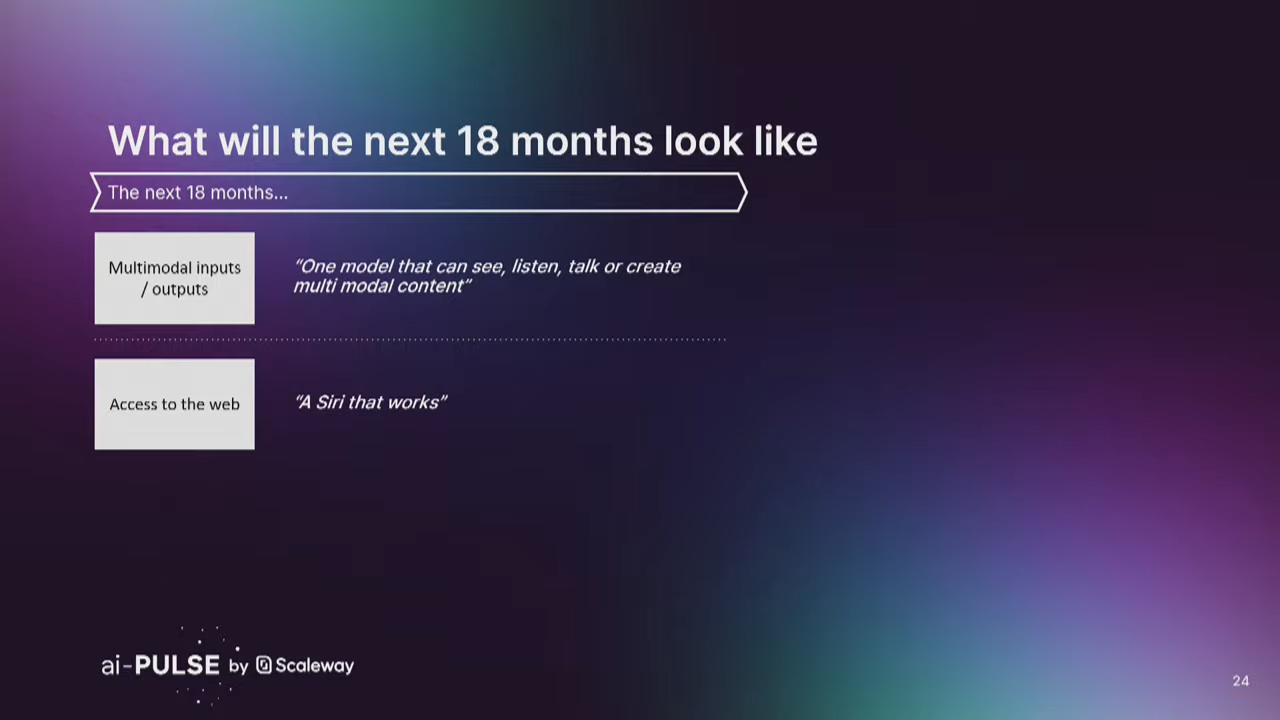 What will the next 18 months look like
The next 18 months...
Multimodal inputs
/ outputs
“One model that can see, listen, talk or create
multi modal content”
Access to the web
“A Siri that works”
ai-PULSE by Scaleway
24